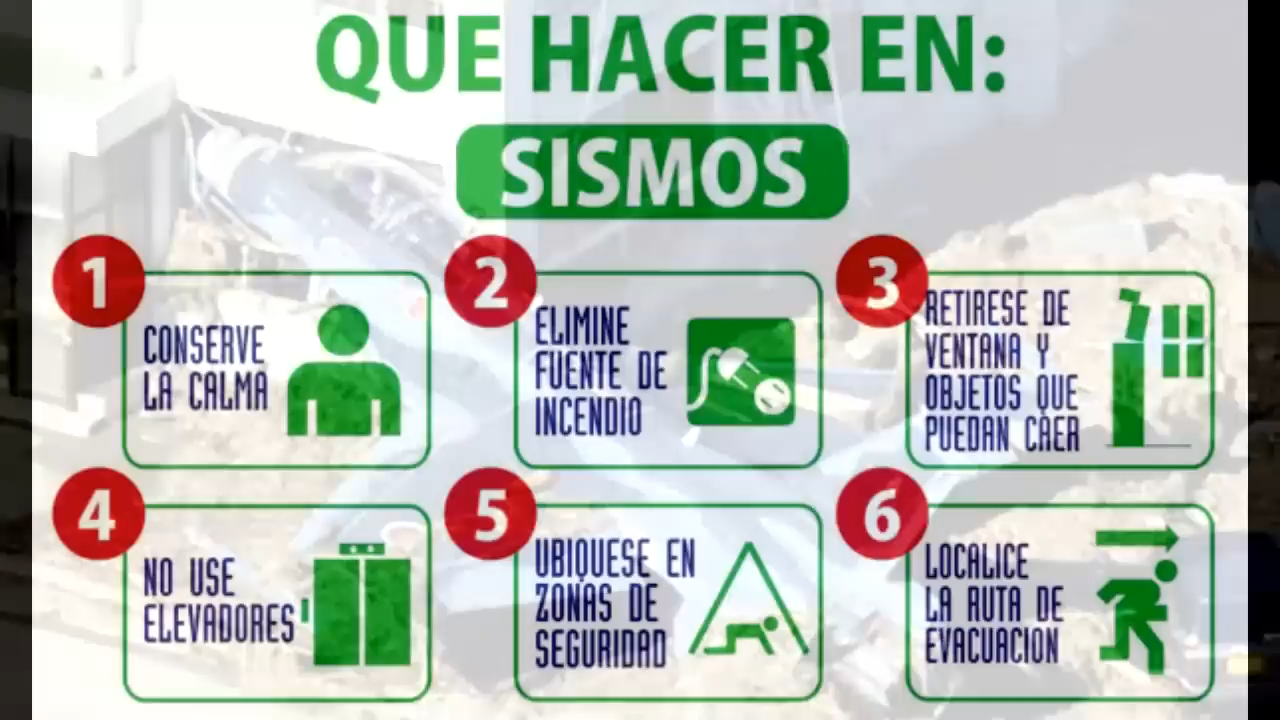 QUE HACER EN:
SISMOS
1
CONSERVE
LA CALMA
2
ELIMINE
FUENTE DE
INCENDIO
3
RETIRESE DE
VENTANA Y
OBJETOS QUE
PUEDAN CAER
4
NO USE
ELEVADORES
5
UBIQUESE EN
ZONAS DE
SEGURIDAD
6
LOCALICE
LA RUTA DE
EVACUACION